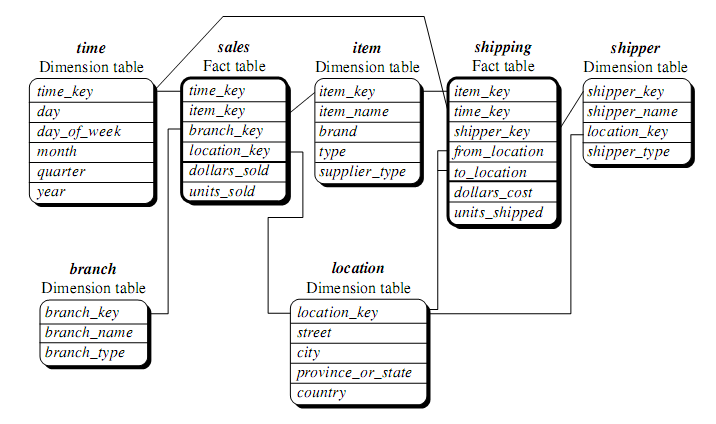 time
Dimension table
time_key
day
day_of_week
month
quarter
year
sales
Fact table
time_key
item_key
branch_key
location_key
dollars_sold
units_sold
item
Dimension table
item_key
item_name
brand
type
supplier_type
shipping
Fact table
item_key
time_key
shipper_key
from_location
to_location
dollars_cost
units_shipped
shipper
Dimension table
shipper_key
shipper_name
location_key
shipper_type
branch
Dimension table
branch_key
branch_name
branch_type
location
Dimension table
location_key
street
city
province_or_state
country